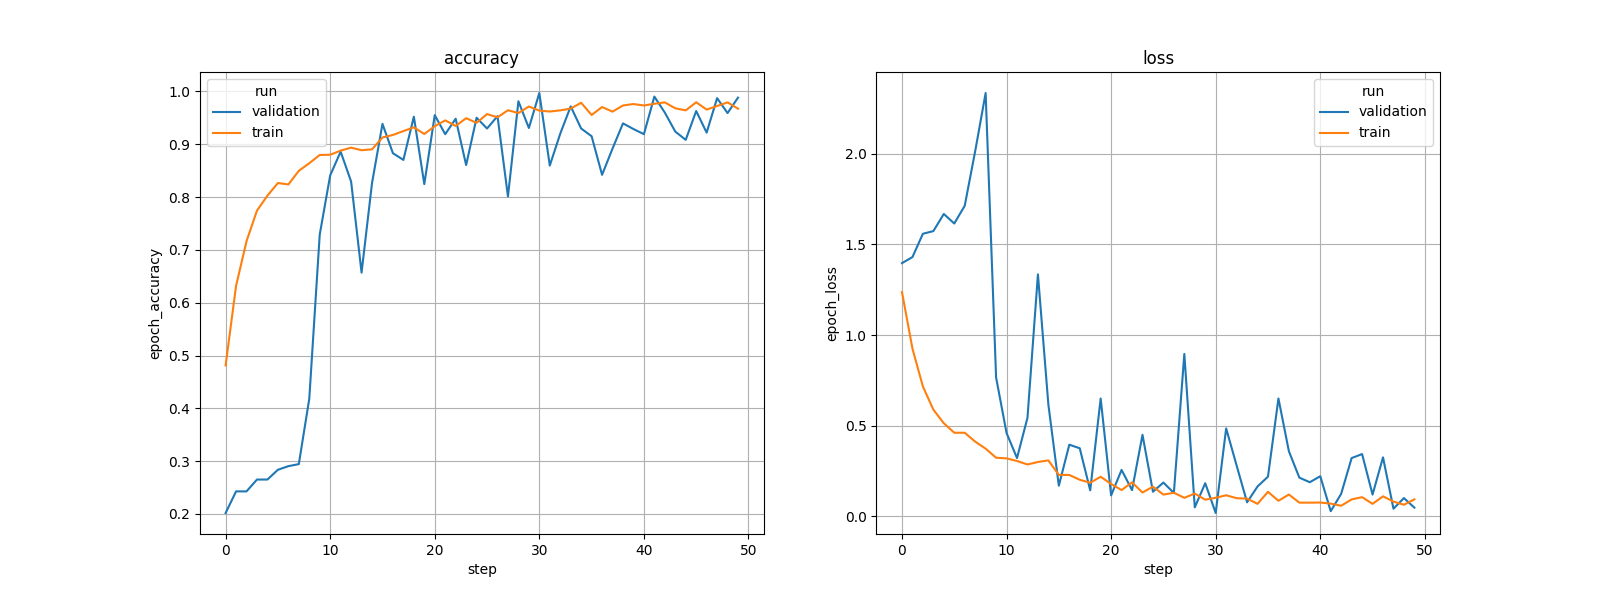 accuracy
run
validation
train
1.0
0.9
0.8
0.7
0.6
0.5
0.4
0.3
0.2
epoch_accuracy
0 10 20 30 40 50
step
loss
run
validation
train
2.0
1.5
1.0
0.5
0.0
epoch_loss
0 10 20 30 40 50
step